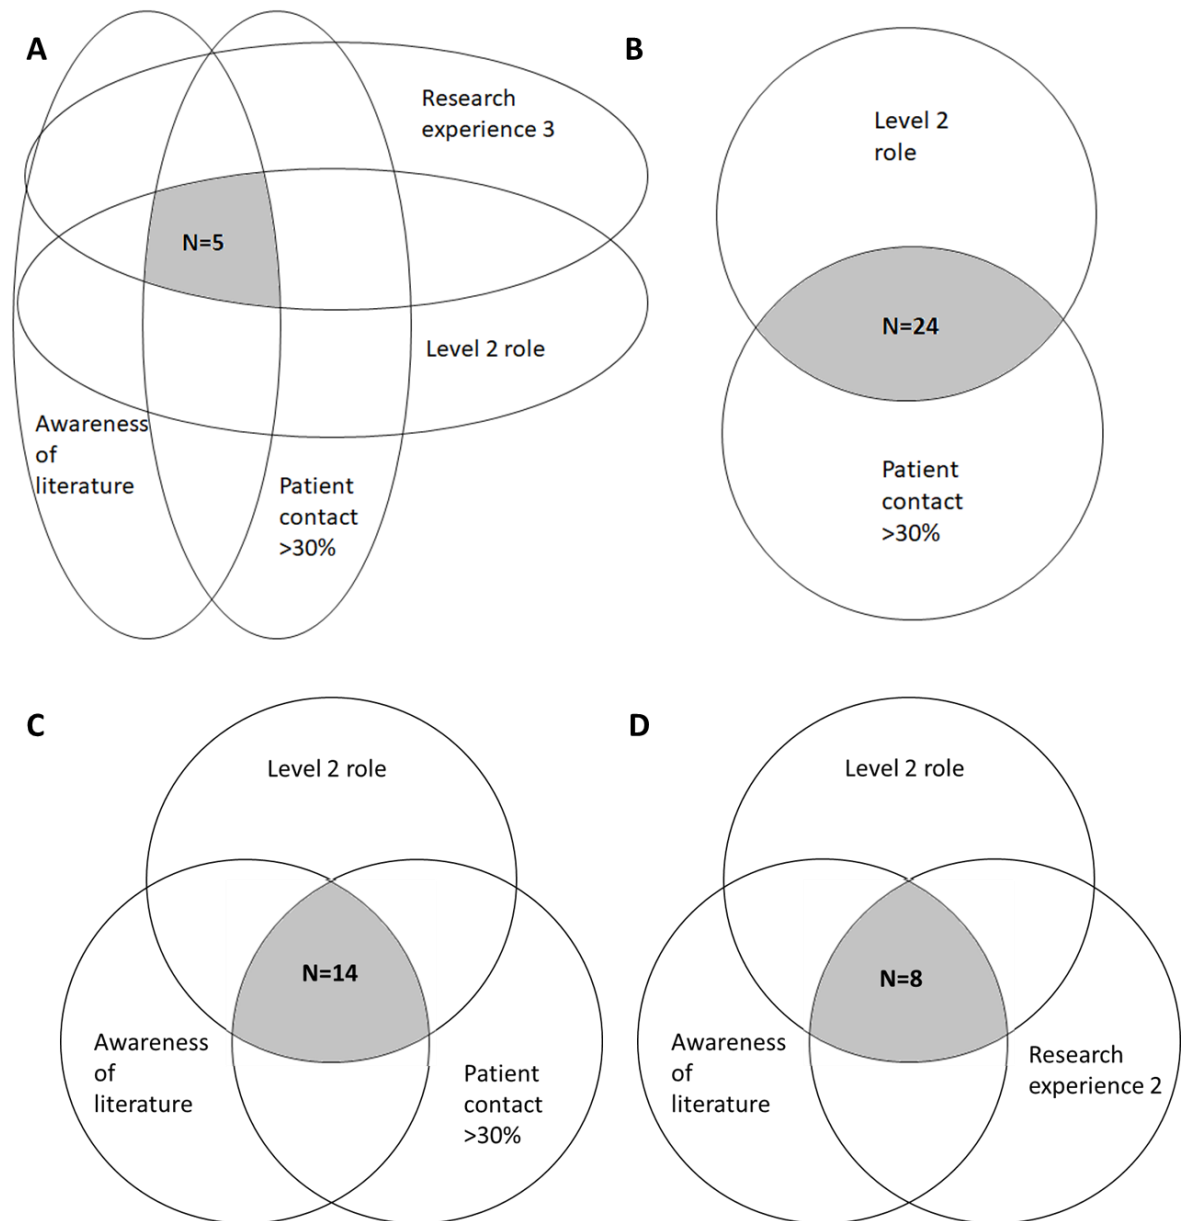 A
Research
experience 3
N=5
Level 2 role
Awareness
of
literature
Patient
contact
>30%
B
Level 2
role
N=24
Patient
contact
>30%
C
Level 2 role
N=14
Awareness
of
literature
Patient
contact
>30%
D
Level 2 role
N=8
Awareness
of
literature
Research
experience 2